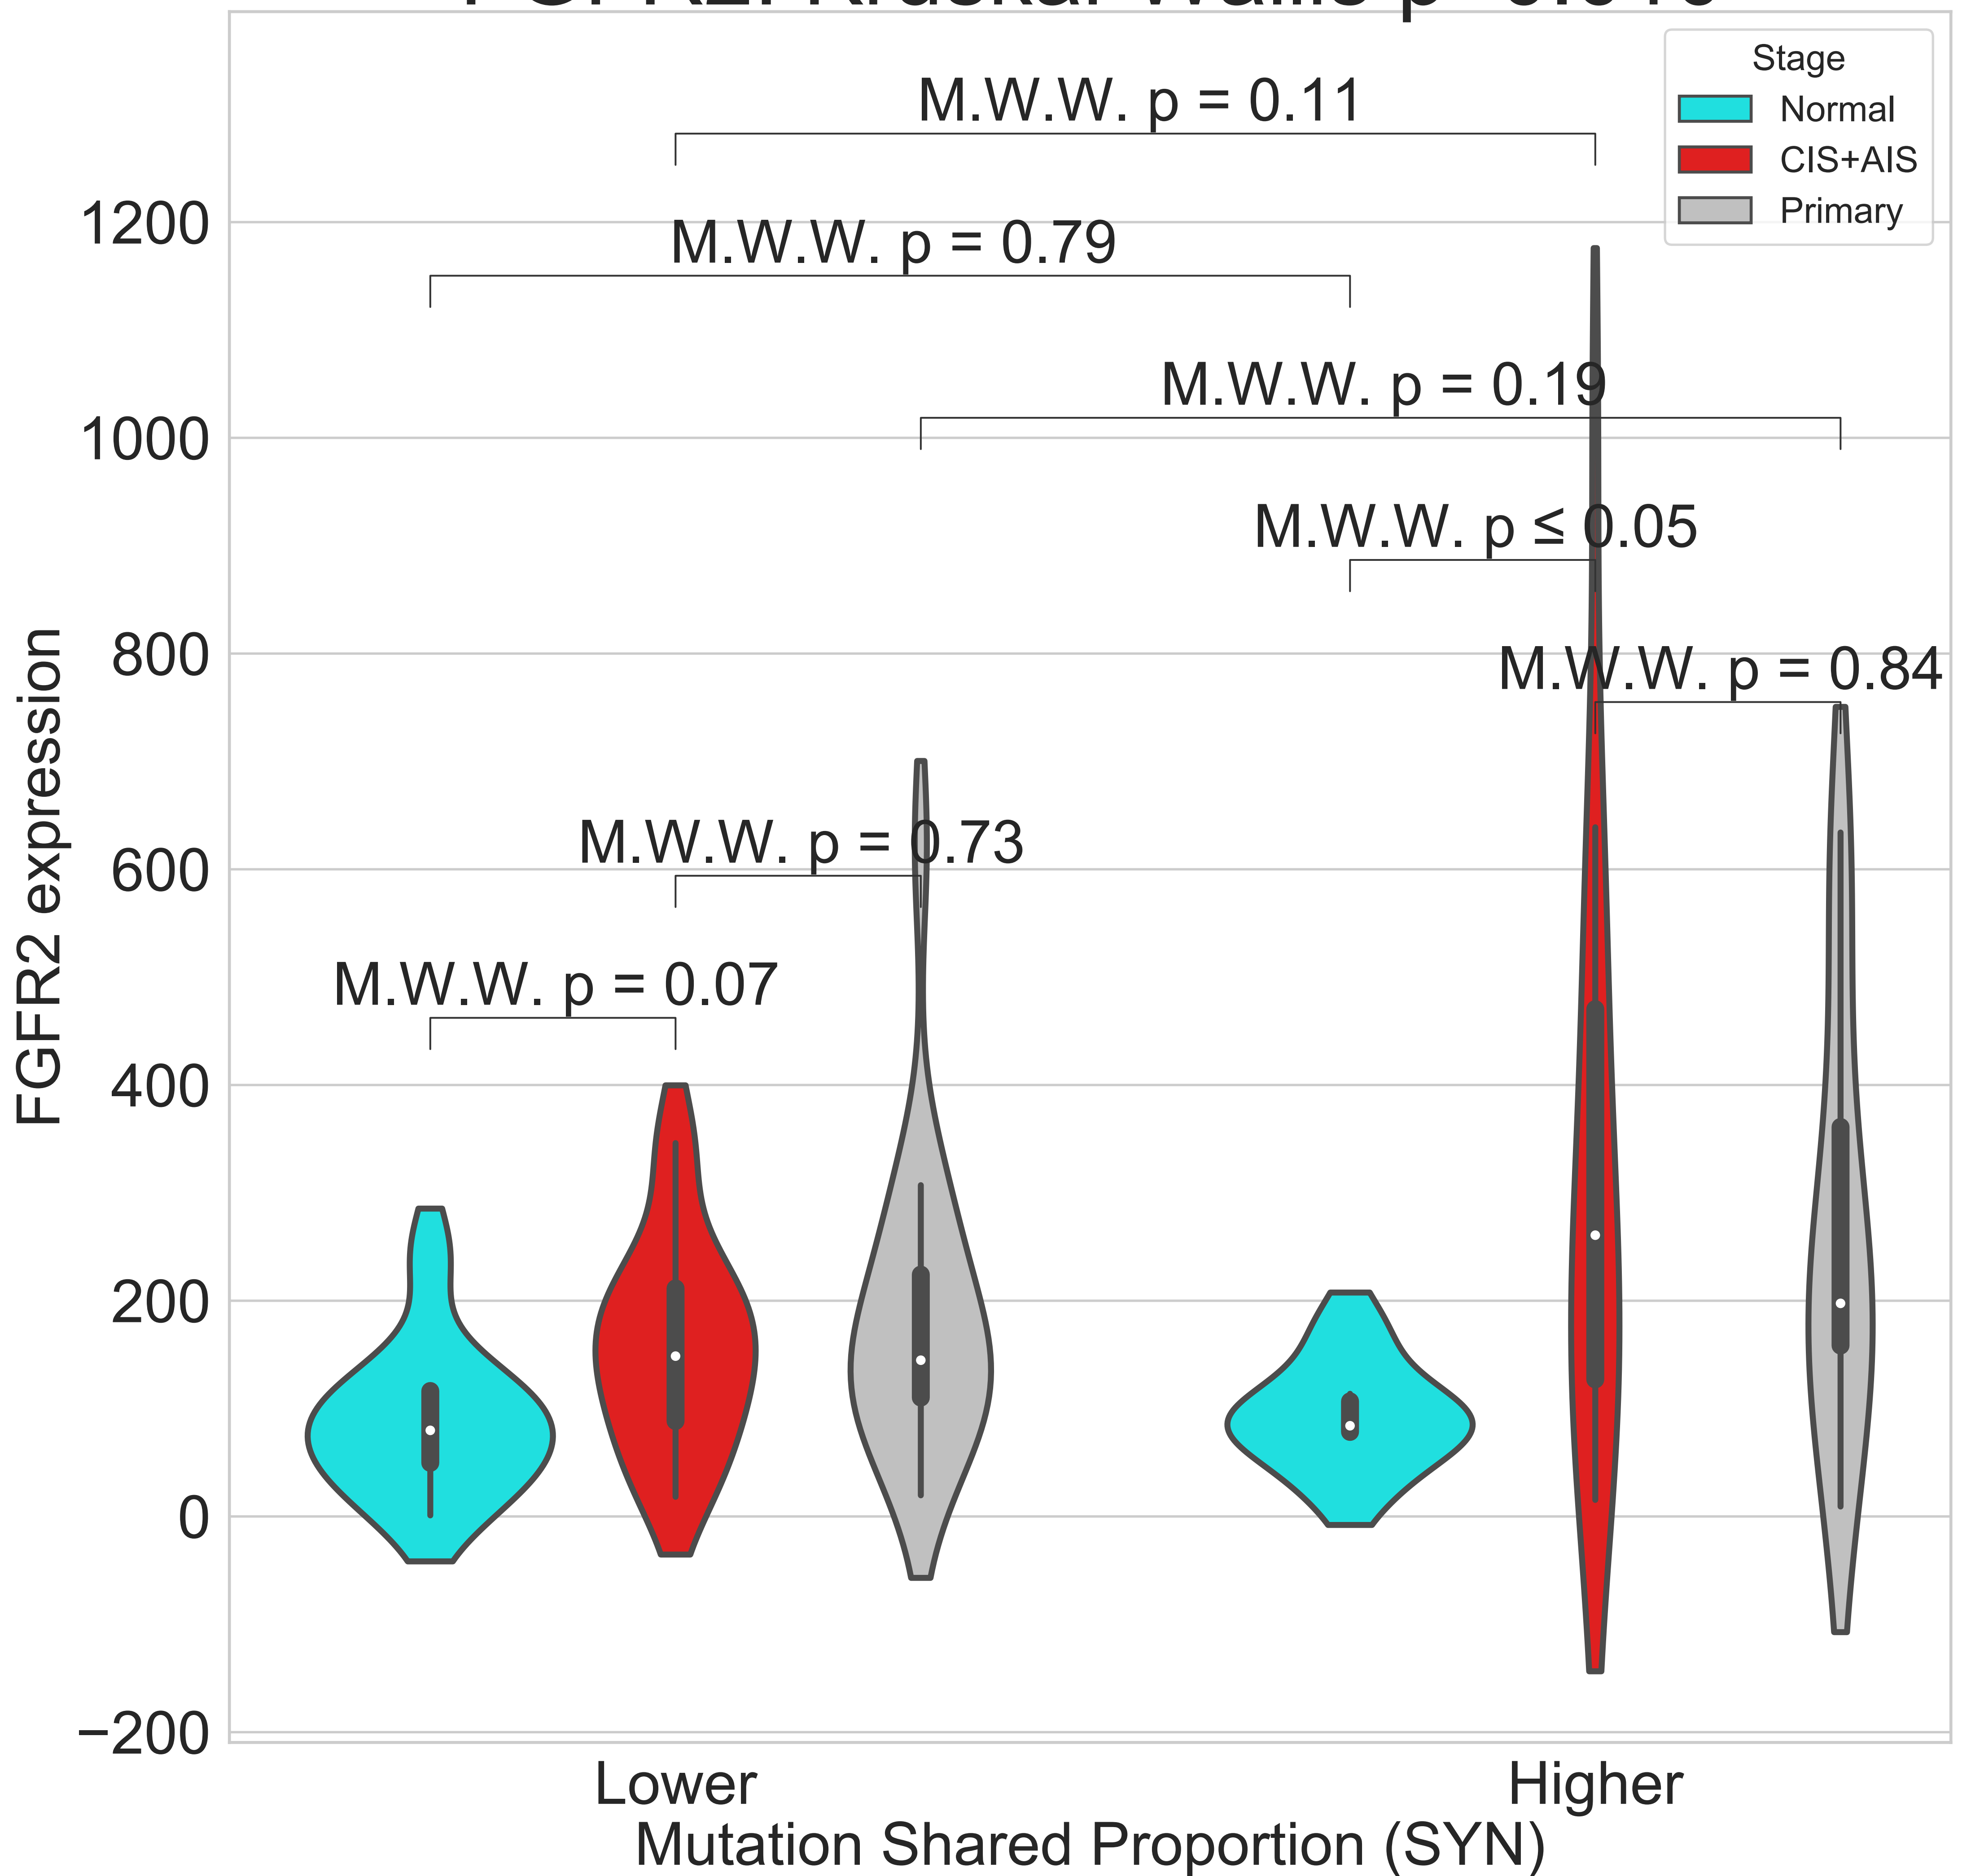 Stage
Normal
CIS+AIS
Primary
M.W.W. p = 0.11
M.W.W. p = 0.79
M.W.W. p = 0.19
M.W.W. p ≤ 0.05
M.W.W. p = 0.84
M.W.W. p = 0.73
M.W.W. p = 0.07
1200
1000
800
600
400
200
0
−200
FGFR2 expression
Lower
Higher
Mutation Shared Proportion (SYN)